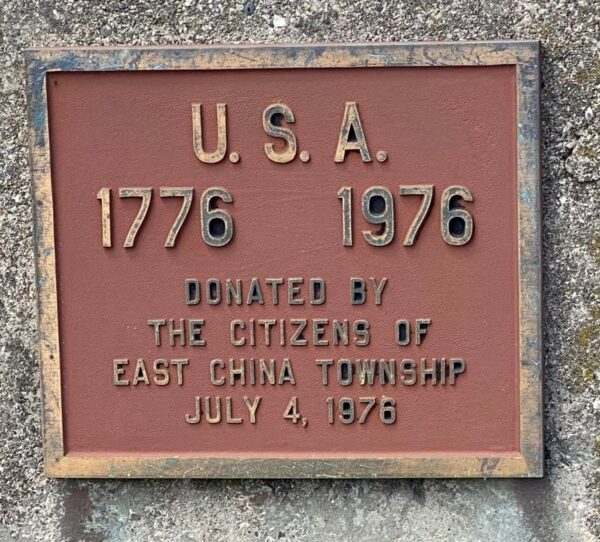 U. S. A.
1776 1976
DONATED BY
THE CITIZENS OF
EAST CHINA TOWNSHIP
JULY 4, 1976